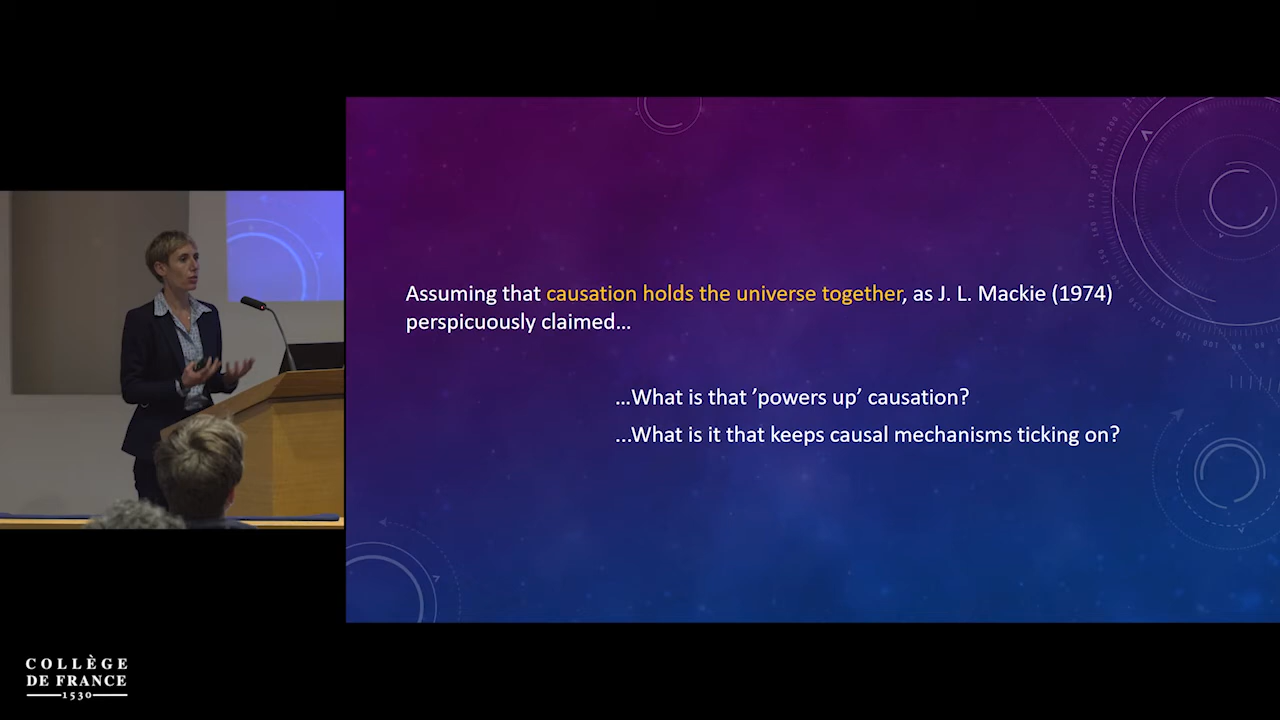 Assuming that causation holds the universe together, as J. L. Mackie (1974)
perspicuously claimed...
...What is that ’powers up’ causation?
...What is it that keeps causal mechanisms ticking on?
COLLÈGE
DE FRANCE
1530